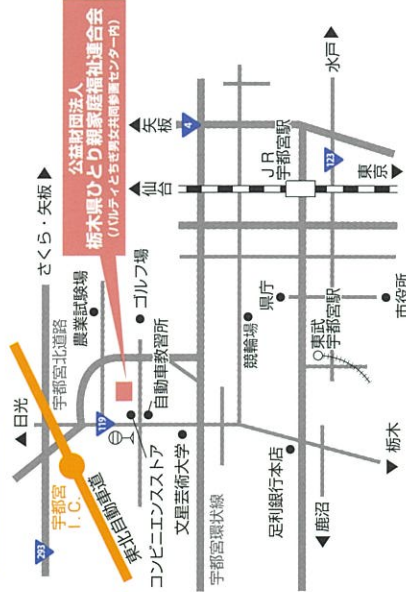 公益財団法人
栃木県ひとり親家庭福祉連合会
(パルティとちぎ男女共同参画センター内)
さくら・矢板▶
293
宇都宮
I.C.
東北自動車道
▲日光
宇都宮北道路
119
農業試験場
ゴルフ場
自動車教習所
コンビニエンスストア
文星芸術大学
宇都宮環状線
▲仙台
▲矢板
4
競輪場
県庁
JR
宇都宮駅
123
水戸▶
東京▼
足利銀行本店
東武
宇都宮駅
市役所
◀鹿沼
栃木▼